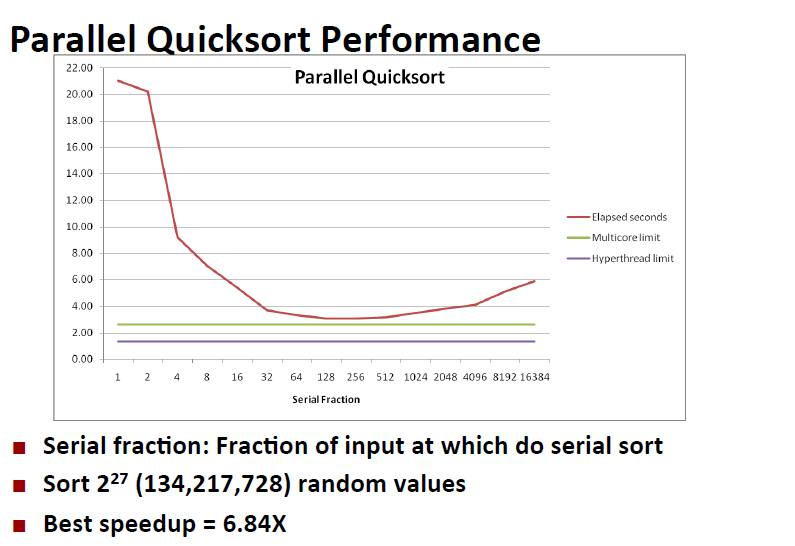 Parallel Quicksort Performance
Parallel Quicksort
22.00
20.00
18.00
16.00
14.00
12.00
10.00
8.00
6.00
4.00
2.00
0.00
Elapsed seconds
Multicore limit
Hyperthread limit
1 2 4 8 16 32 64 128 256 512 1024 2048 4096 8192 16384
Serial Fraction
■ Serial fraction: Fraction of input at which do serial sort
■ Sort 2²⁷ (134,217,728) random values
■ Best speedup = 6.84X